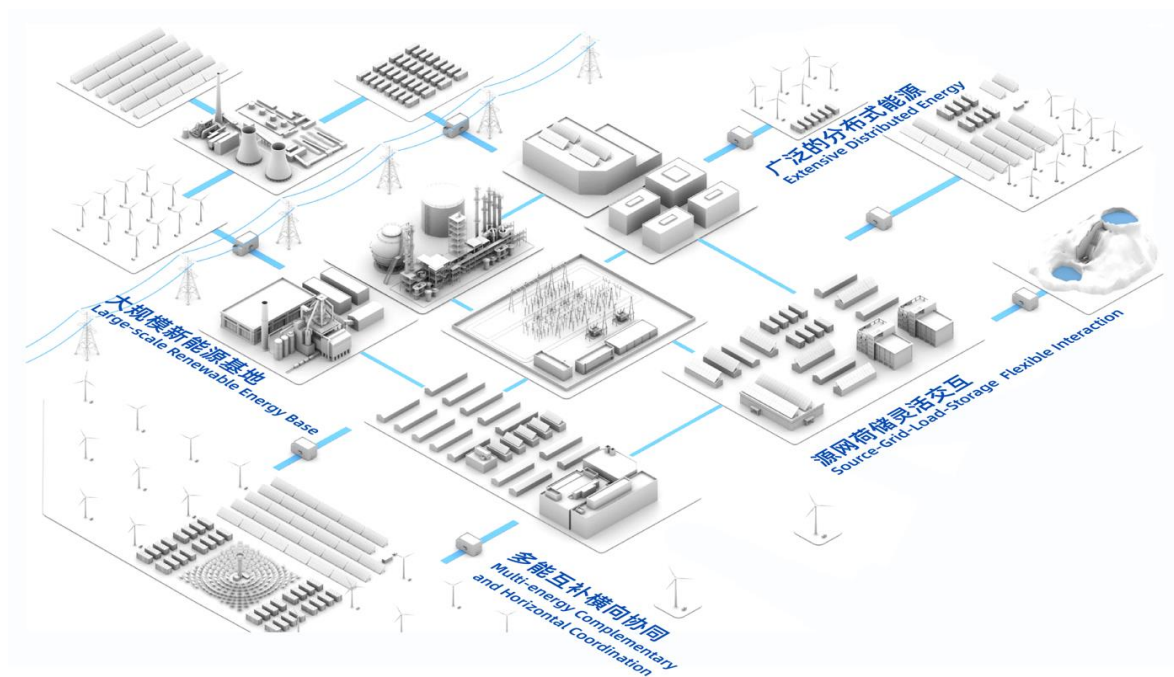 广泛的分布式能源
Extensive Distributed Energy
大规模新能源基地
Large-scale Renewable Energy Base
源网荷储灵活交互
Source-Grid-Load-Storage Flexible Interaction
多能互补横向协同
Multi-energy Complementary
and Horizontal Coordination